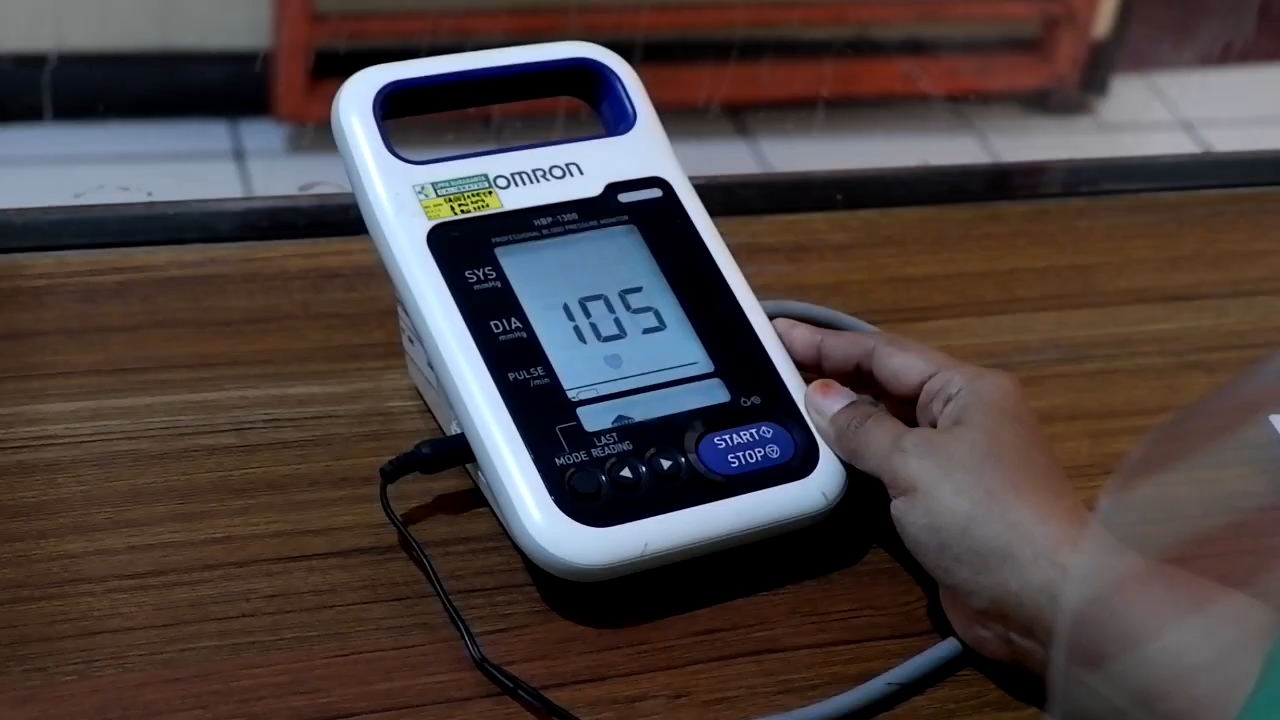 OMRON
CALIBRATED
HBP-1300
PROFESSIONAL BLOOD PRESSURE MONITOR
SYS
mmHg
DIA
mmHg
PULSE
/min
105
LAST
MODE READING
START
STOP